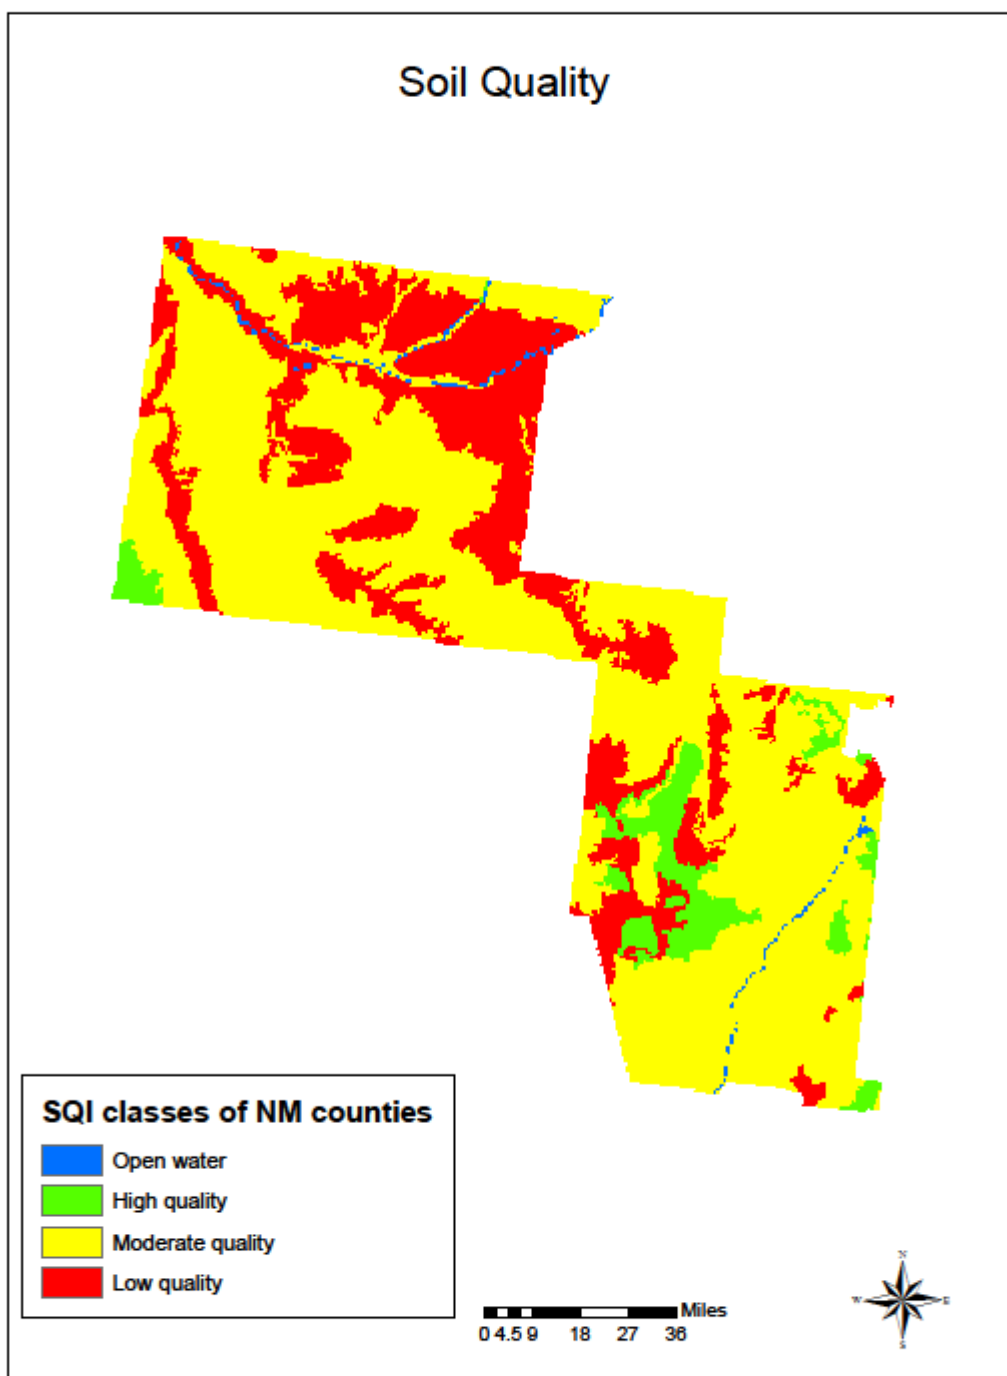 Soil Quality
SQI classes of NM counties
Open water
High quality
Moderate quality
Low quality
Miles
0 4.5 9 18 27 36
N
W E
S